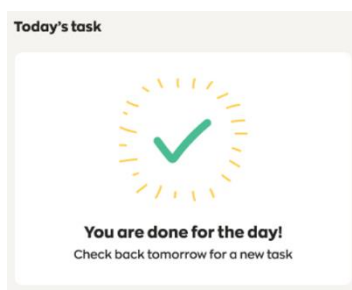 Today's task
You are done for the day!
Check back tomorrow for a new task